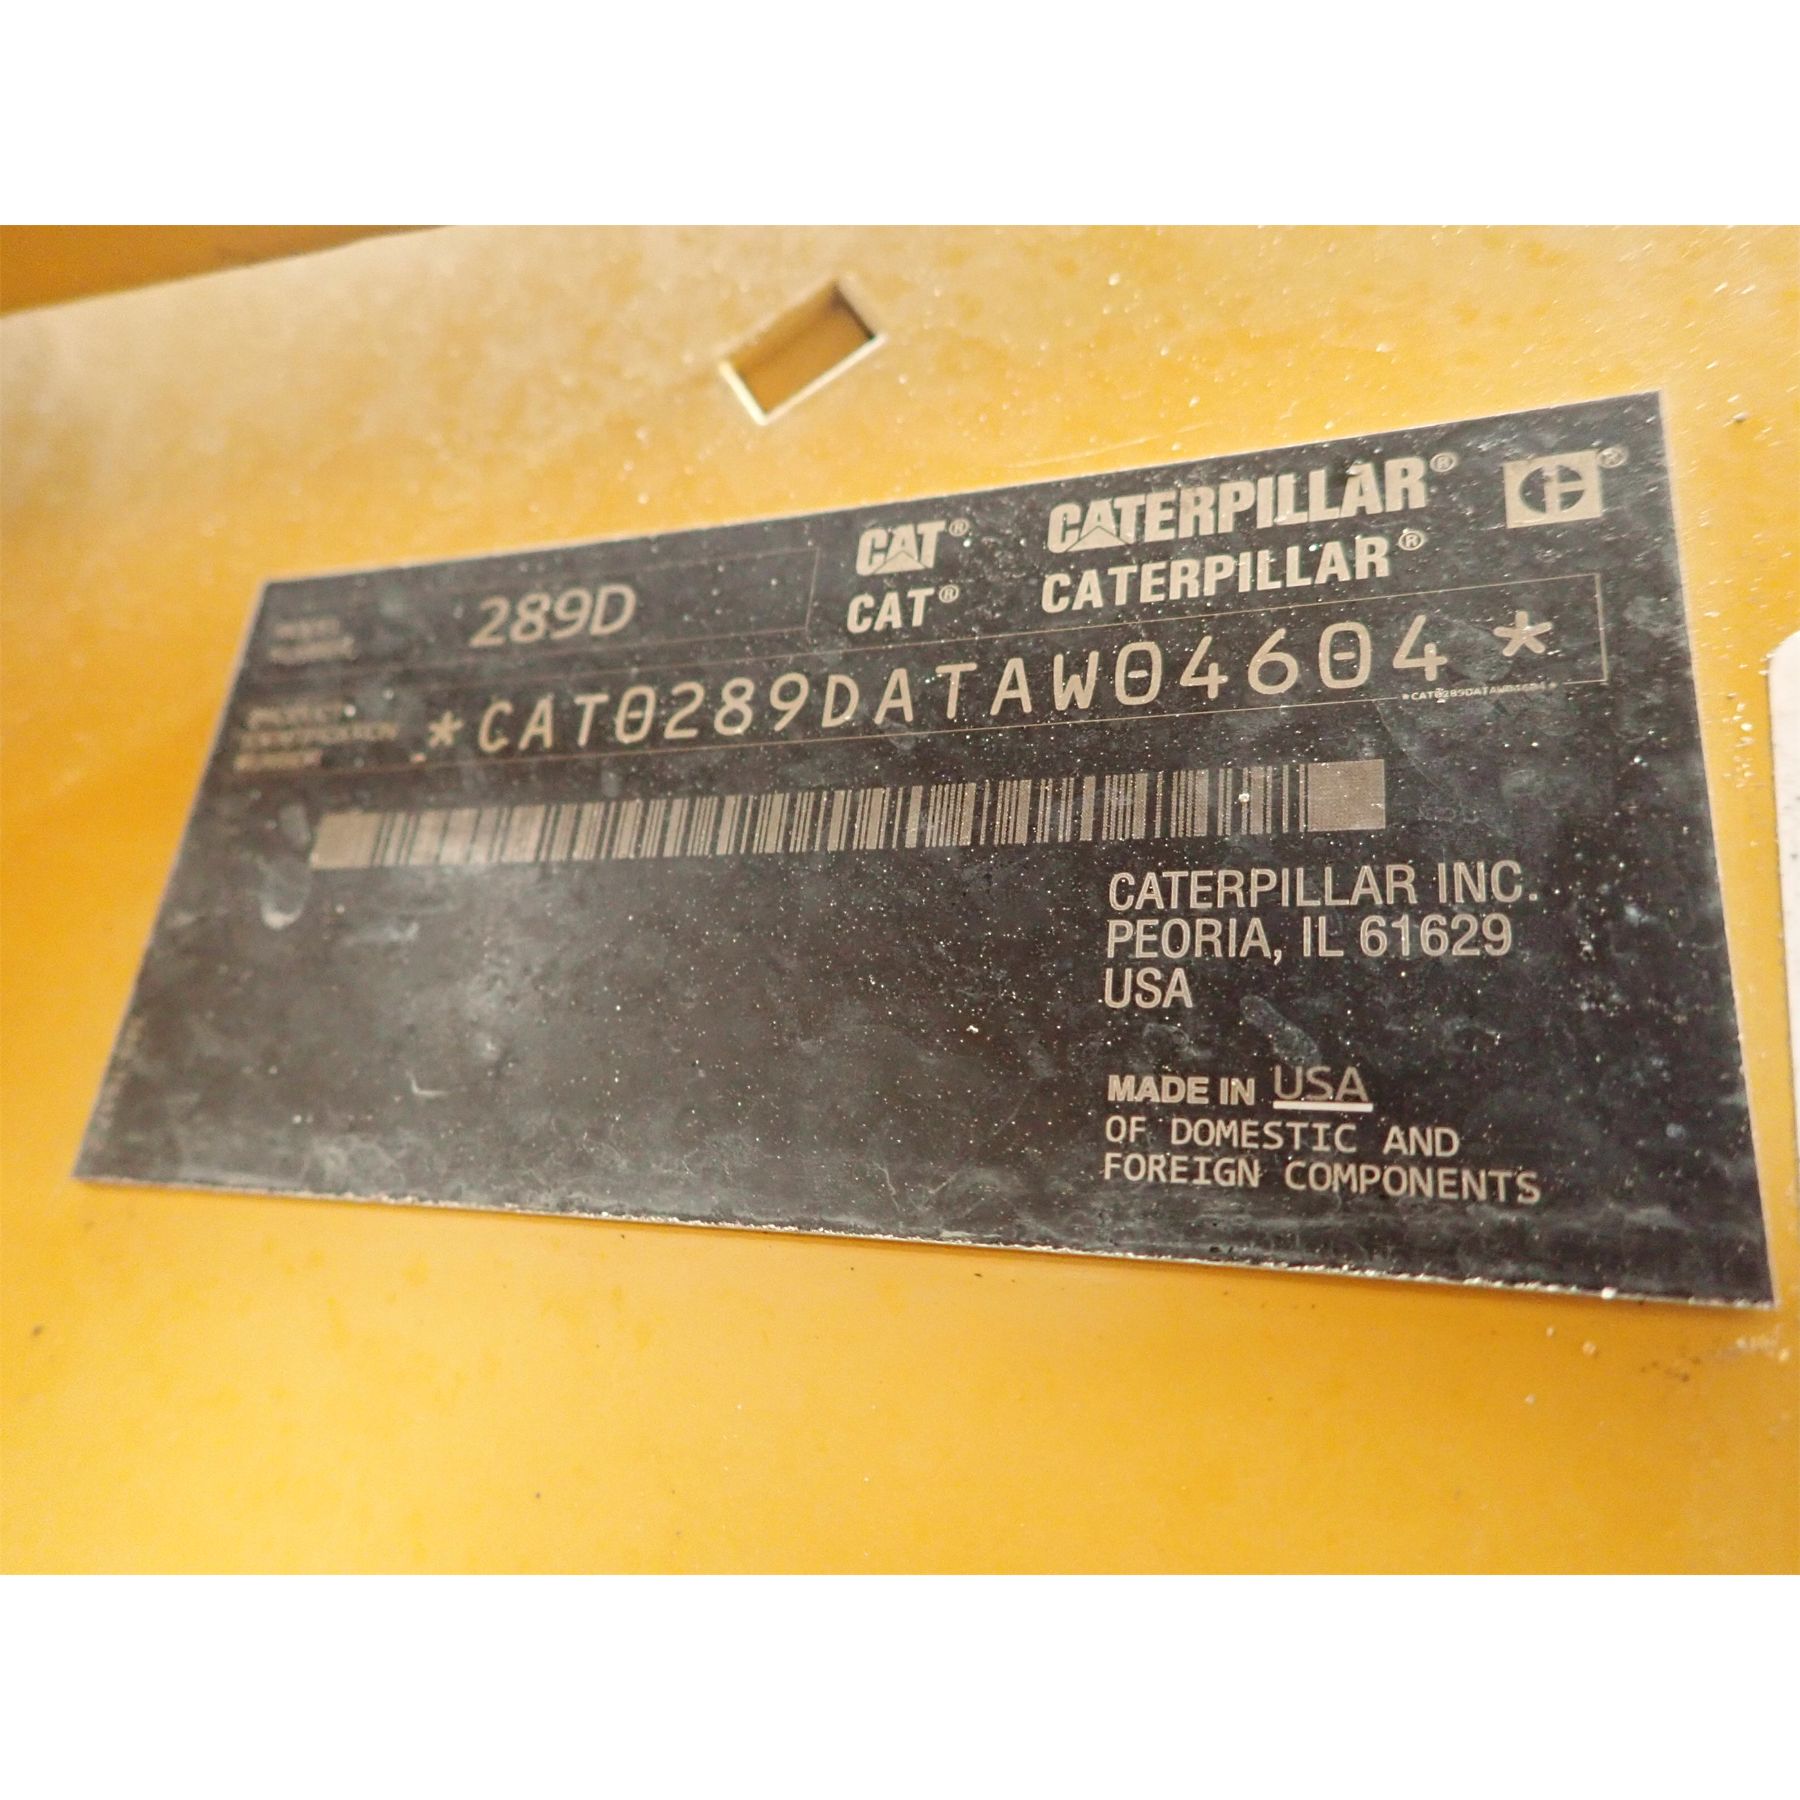 CAT® CATERPILLAR®
CAT® CATERPILLAR®
289D
*CAT0289DATAW04604*
*CAT0289DATAW04604*
CATERPILLAR INC.
PEORIA, IL 61629
USA
MADE IN USA
OF DOMESTIC AND
FOREIGN COMPONENTS